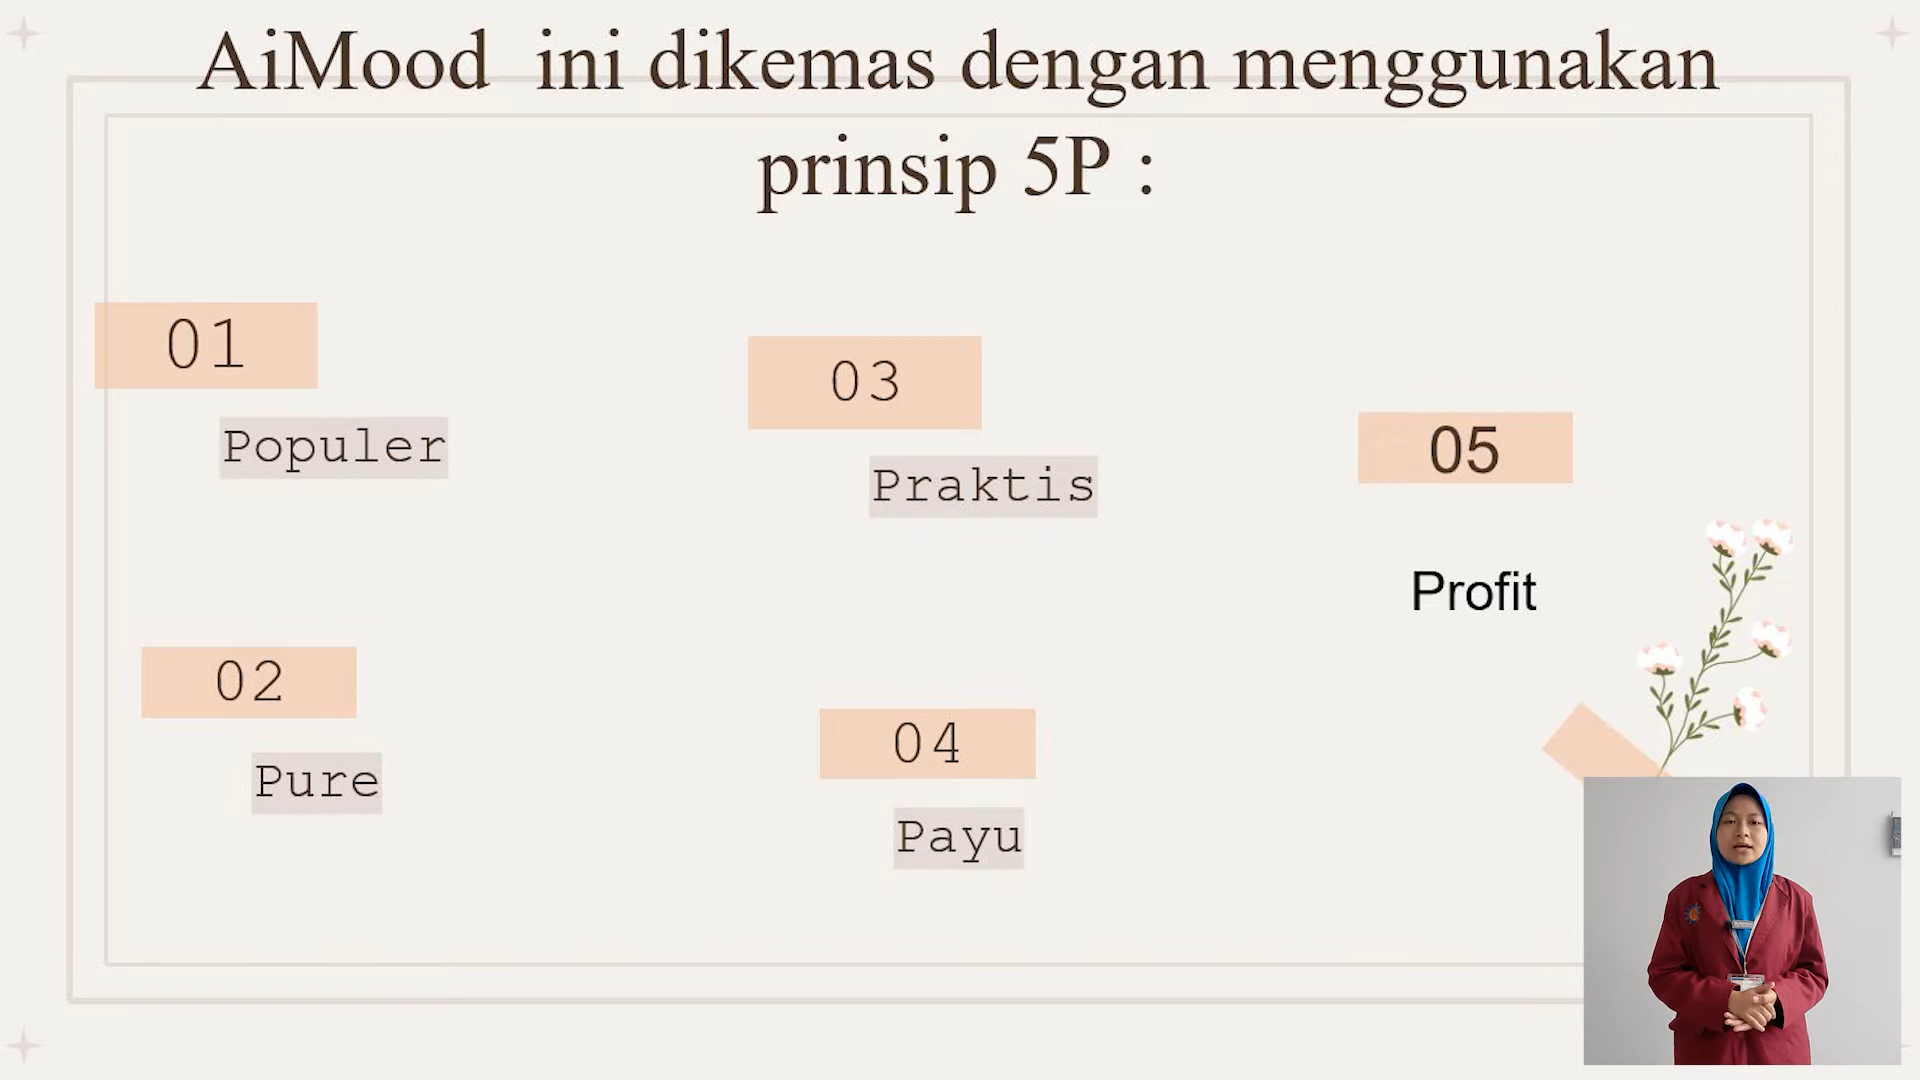 AiMood ini dikemas dengan menggunakan
prinsip 5P :
01
Populer
02
Pure
03
Praktis
04
Payu
05
Profit